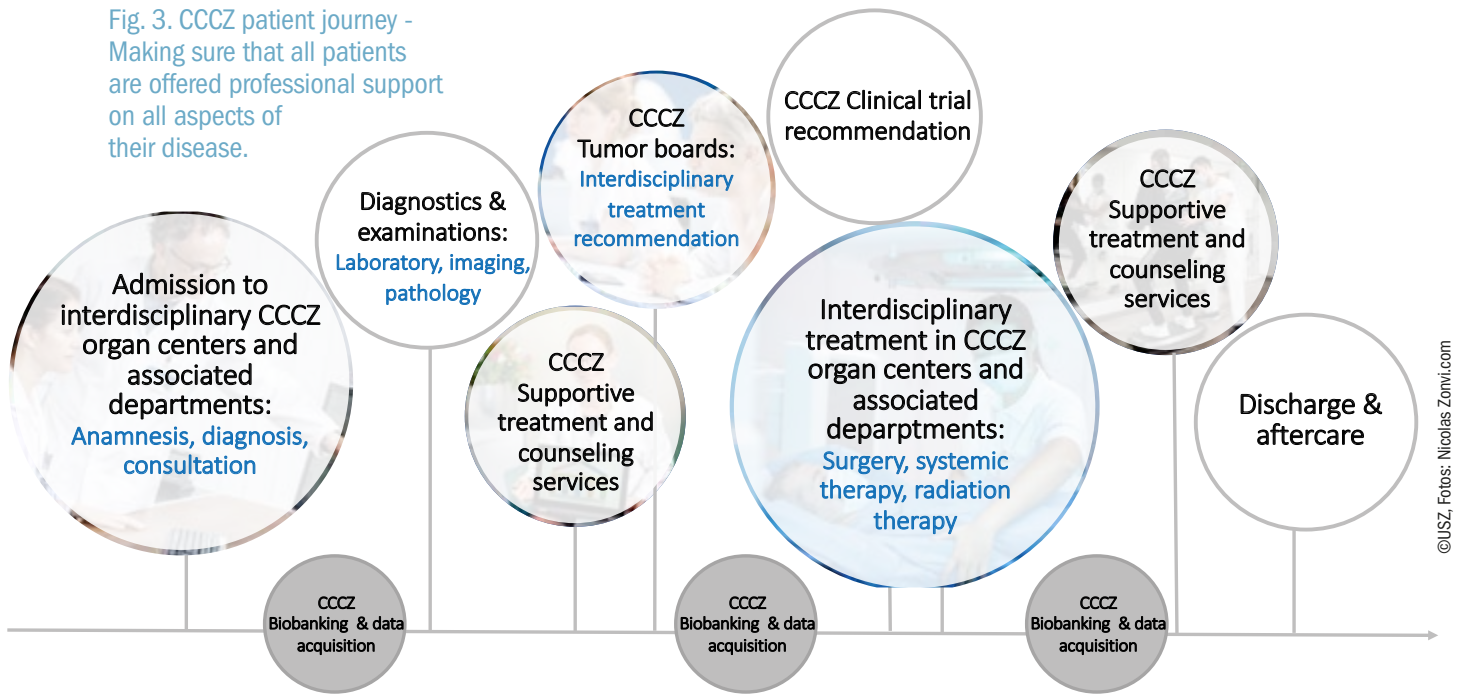 Fig. 3. CCCZ patient journey -
Making sure that all patients
are offered professional support
on all aspects of
their disease.
Admission to
interdisciplinary CCCZ
organ centers and
associated
departments:
Anamnesis, diagnosis,
consultation
Diagnostics &
examinations:
Laboratory, imaging,
pathology
CCCZ
Supportive
treatment and
counseling
services
CCCZ
Tumor boards:
Interdisciplinary
treatment
recommendation
CCCZ Clinical trial
recommendation
Interdisciplinary
treatment in CCCZ
organ centers and
associated
deparptments:
Surgery, systemic
therapy, radiation
therapy
CCCZ
Supportive
treatment and
counseling
services
Discharge &
aftercare
CCCZ
Biobanking & data
acquisition
CCCZ
Biobanking & data
acquisition
CCCZ
Biobanking & data
acquisition
©USZ, Fotos: Nicolas Zonvi.com